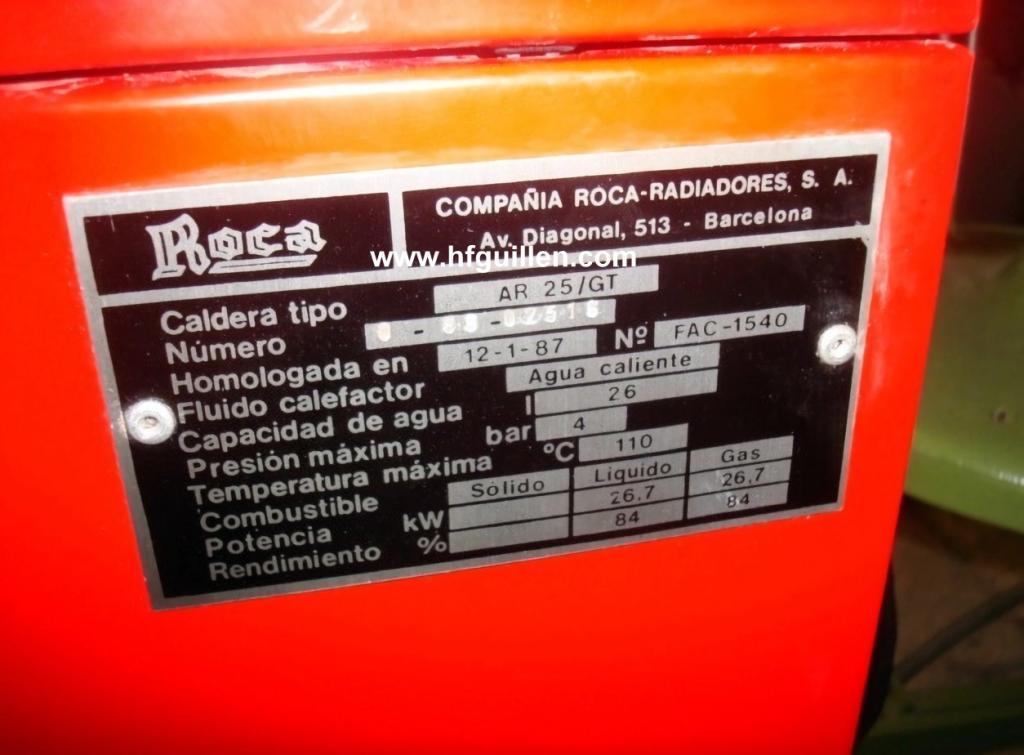 Roca
COMPAÑIA ROCA-RADIADORES, S. A.
Av. Diagonal, 513 - Barcelona
www.hfguillen.com
Caldera tipo AR 25/GT
Número
Homologada en 12-1-87 Nº FAC-1540
Fluido calefactor Agua caliente
Capacidad de agua l 26
Presión máxima bar 4
Temperatura máxima ºC 110
Combustible Sòlido Liquido Gas
Potencia kW 26.7 26.7
Rendimiento % 84 84